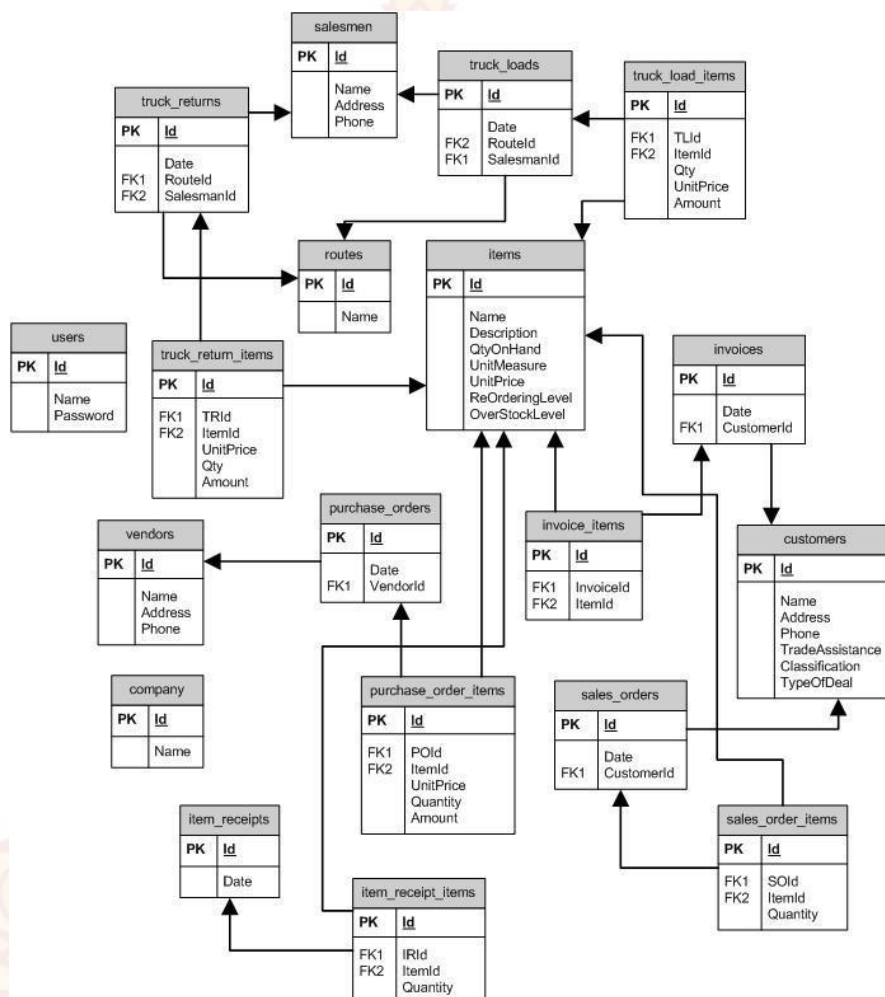 salesmen
PK Id
Name
Address
Phone
truck_loads
PK Id
Date
FK2 RouteId
FK1 SalesmanId
truck_load_items
PK Id
FK1 TLId
FK2 ItemId
Qty
UnitPrice
Amount
truck_returns
PK Id
Date
FK1 RouteId
FK2 SalesmanId
routes
PK Id
Name
items
PK Id
Name
Description
QtyOnHand
UnitMeasure
UnitPrice
ReOrderingLevel
OverStockLevel
users
PK Id
Name
Password
truck_return_items
PK Id
FK1 TRId
FK2 ItemId
UnitPrice
Qty
Amount
invoices
PK Id
Date
FK1 CustomerId
vendors
PK Id
Name
Address
Phone
purchase_orders
PK Id
Date
FK1 VendorId
invoice_items
PK Id
FK1 InvoiceId
FK2 ItemId
customers
PK Id
Name
Address
Phone
TradeAssistance
Classification
TypeOfDeal
company
PK Id
Name
purchase_order_items
PK Id
FK1 POId
FK2 ItemId
UnitPrice
Quantity
Amount
sales_orders
PK Id
Date
FK1 CustomerId
item_receipts
PK Id
Date
item_receipt_items
PK Id
FK1 IRId
FK2 ItemId
Quantity
sales_order_items
PK Id
FK1 SOId
FK2 ItemId
Quantity